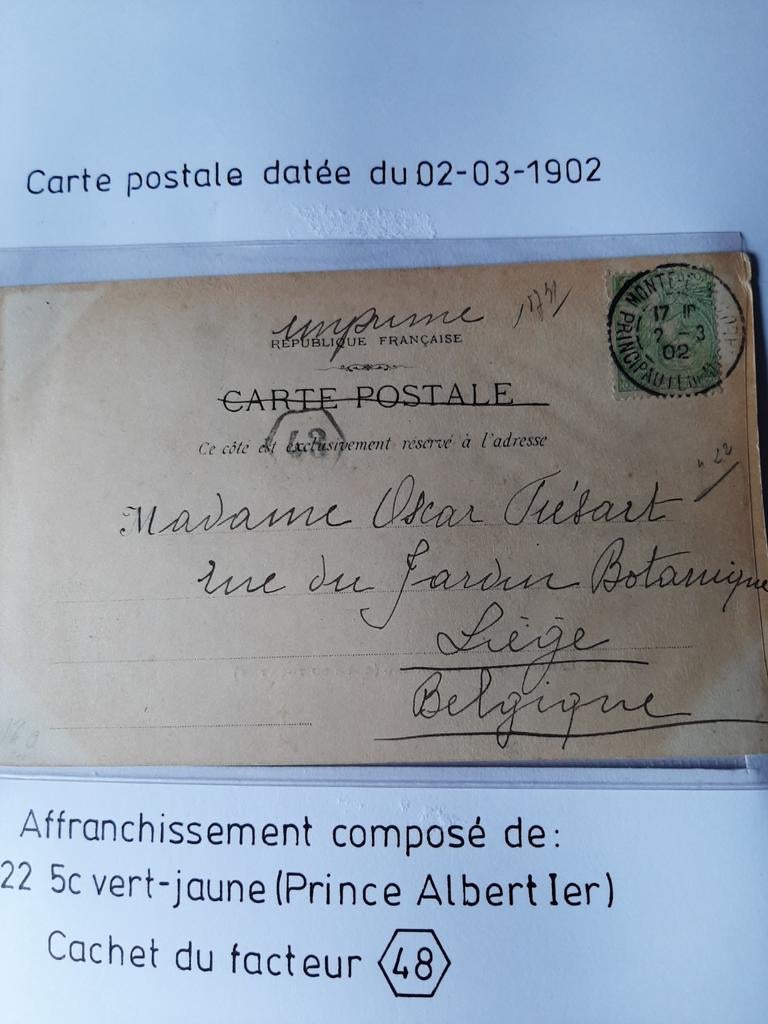 Carte postale datée du 02-03-1902
imprimé
RÉPUBLIQUE FRANÇAISE
CARTE POSTALE
Ce côté est exclusivement réservé à l'adresse
MONTE-
17
2 - 3
02
PRINCIPAUTE
48
22
Madame Oscar
rue du Jardin Botanique
Liège
Belgique
Affranchissement composé de:
22 5c vert-jaune (Prince Albert Ier)
Cachet du facteur 48